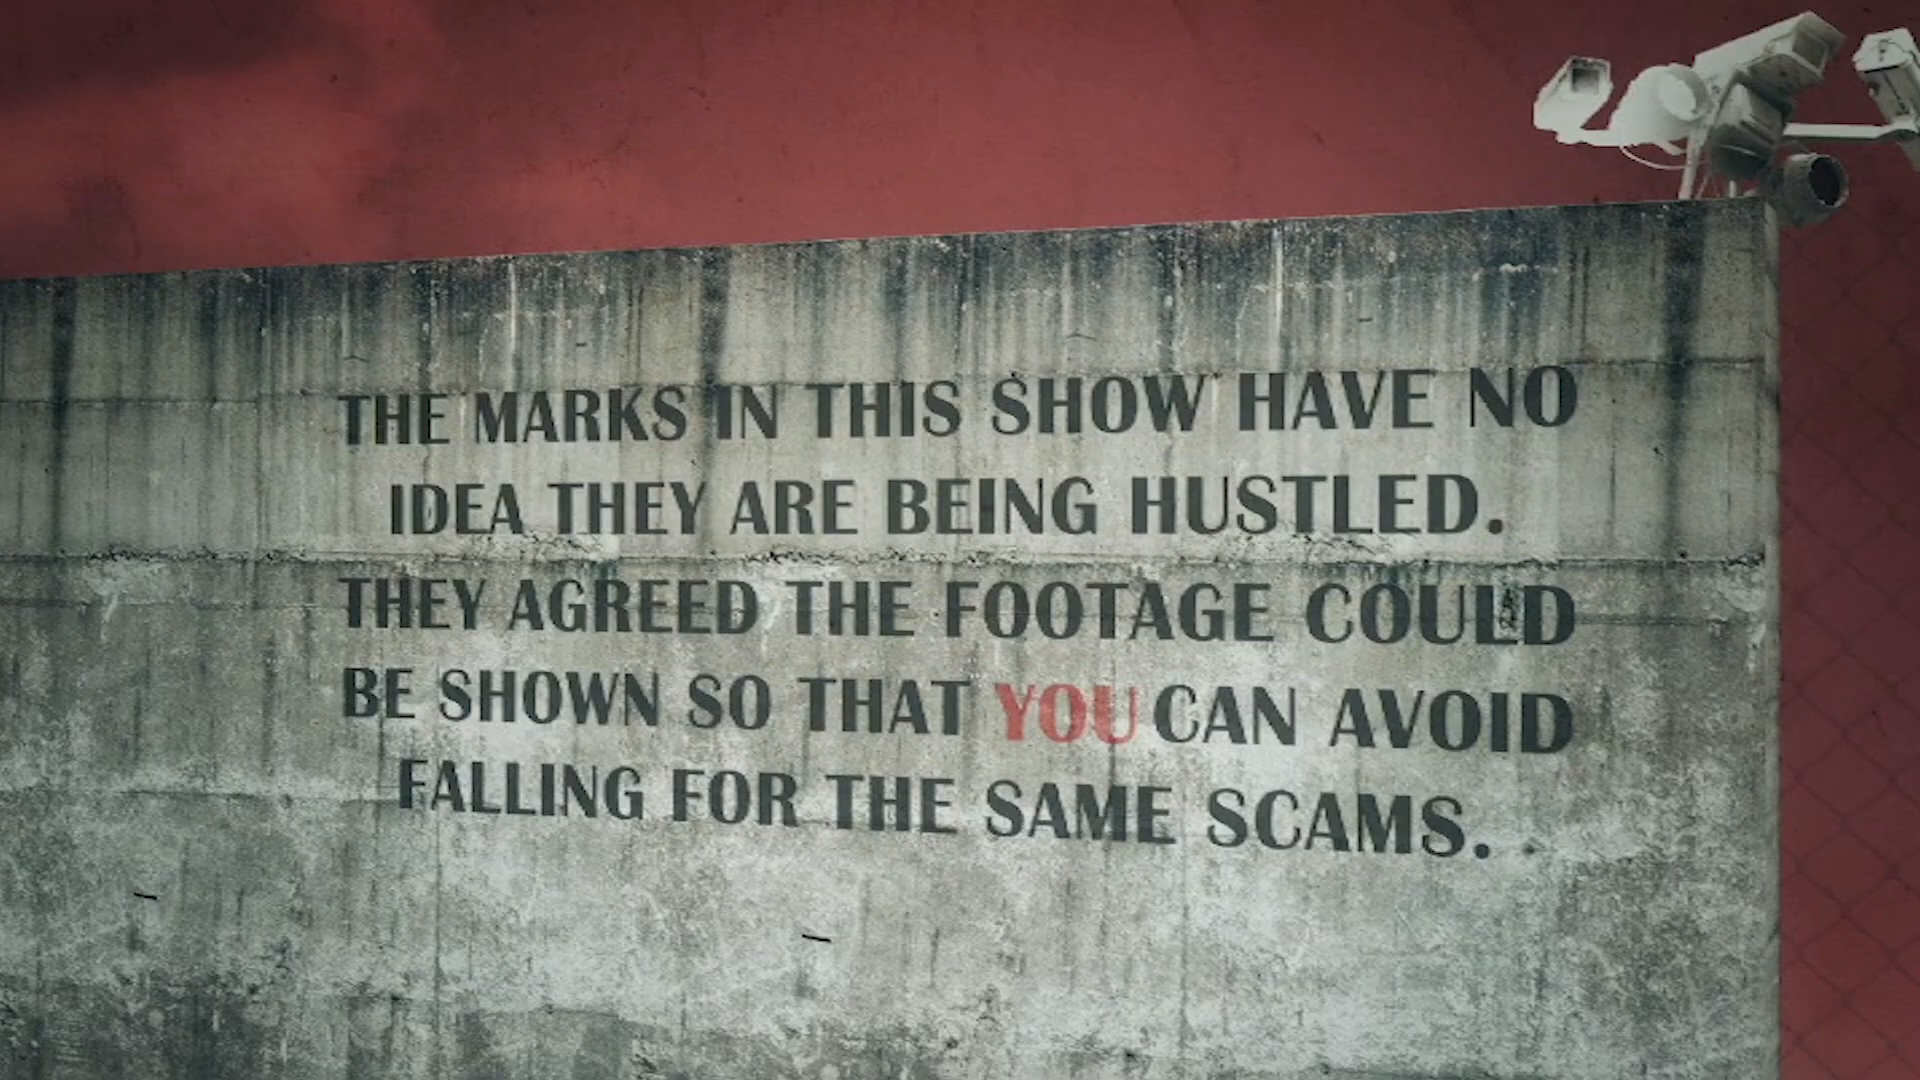 THE MARKS IN THIS SHOW HAVE NO
IDEA THEY ARE BEING HUSTLED.
THEY AGREED THE FOOTAGE COULD
BE SHOWN SO THAT YOU CAN AVOID
FALLING FOR THE SAME SCAMS.